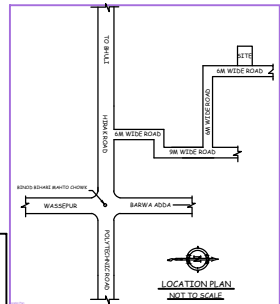 TO BHULI
SITE
6M WIDE ROAD
6M WIDE ROAD
HIRAK ROAD
6M WIDE ROAD
9M WIDE ROAD
BINOD BIHARI MAHTO CHOWK
WASSEPUR
BARWA ADDA
POLYTECHNIC ROAD
LOCATION PLAN
NOT TO SCALE